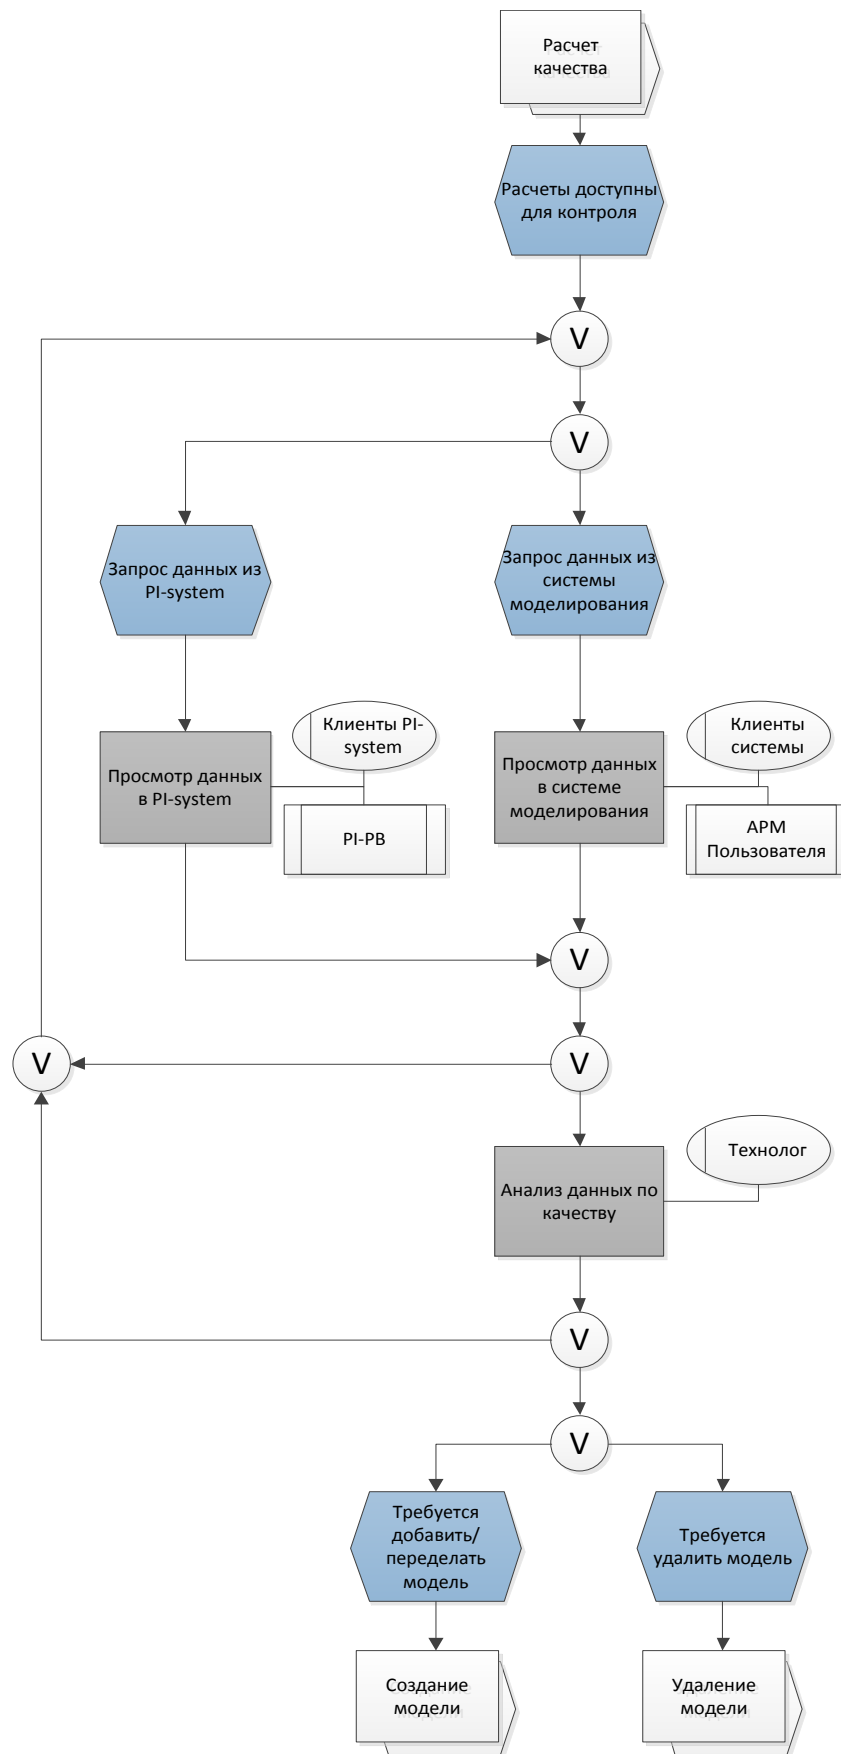 Расчет
качества
Расчеты доступны
для контроля
V
V
Запрос данных из
PI-system
Запрос данных из
системы
моделирования
Клиенты PI-
system
Клиенты
системы
Просмотр данных
в PI-system
Просмотр данных
в системе
моделирования
PI-PB
АРМ
Пользователя
V
V
V
Технолог
Анализ данных по
качеству
V
V
Требуется
добавить/
переделать
модель
Требуется
удалить модель
Создание
модели
Удаление
модели